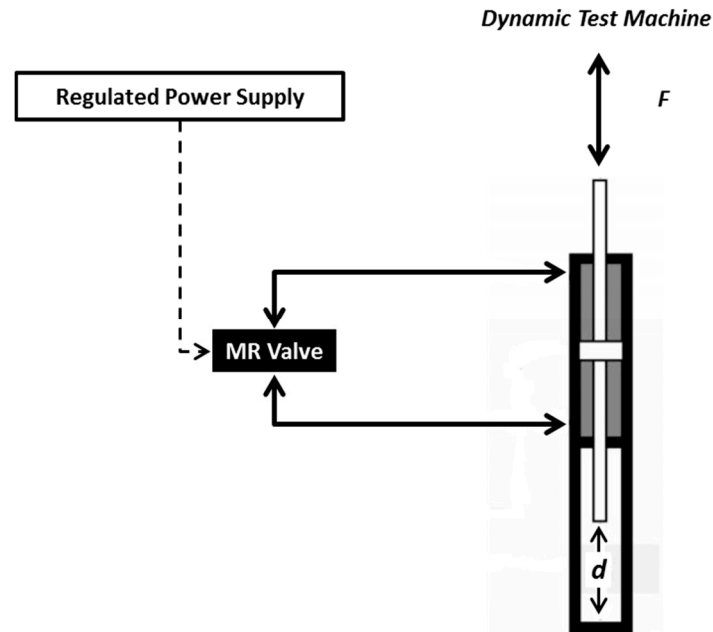 Dynamic Test Machine
Regulated Power Supply
F
MR Valve
d